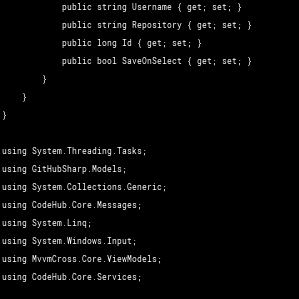 public string Username { get; set; }
public string Repository { get; set; }
public long Id { get; set; }
public bool SaveOnSelect { get; set; }
}
}
}
using System.Threading.Tasks;
using GitHubSharp.Models;
using System.Collections.Generic;
using CodeHub.Core.Messages;
using System.Linq;
using System.Windows.Input;
using MvvmCross.Core.ViewModels;
using CodeHub.Core.Services;